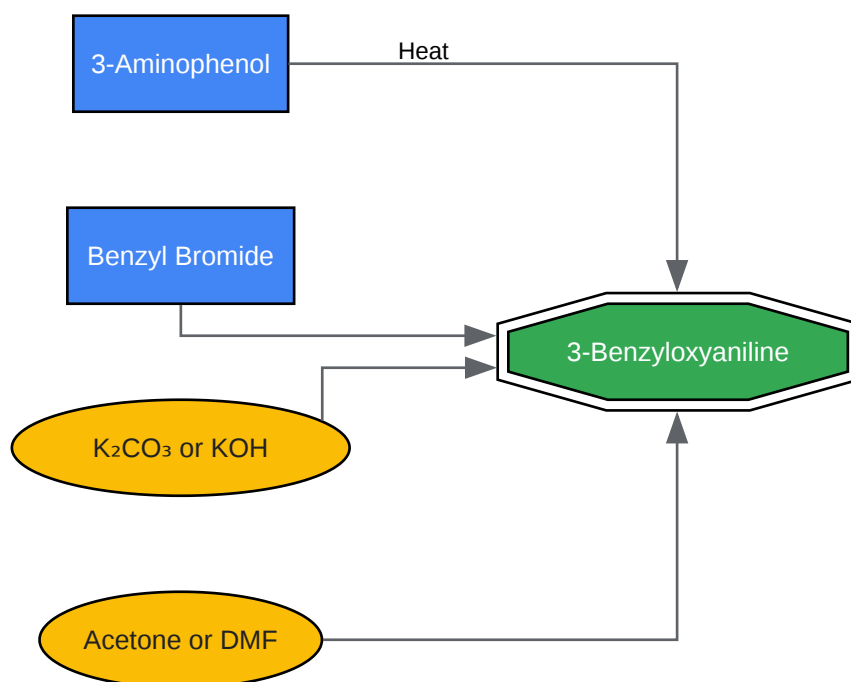 3-Aminophenol
Heat
Benzyl Bromide
3-Benzyloxyaniline
K₂CO₃ or KOH
Acetone or DMF